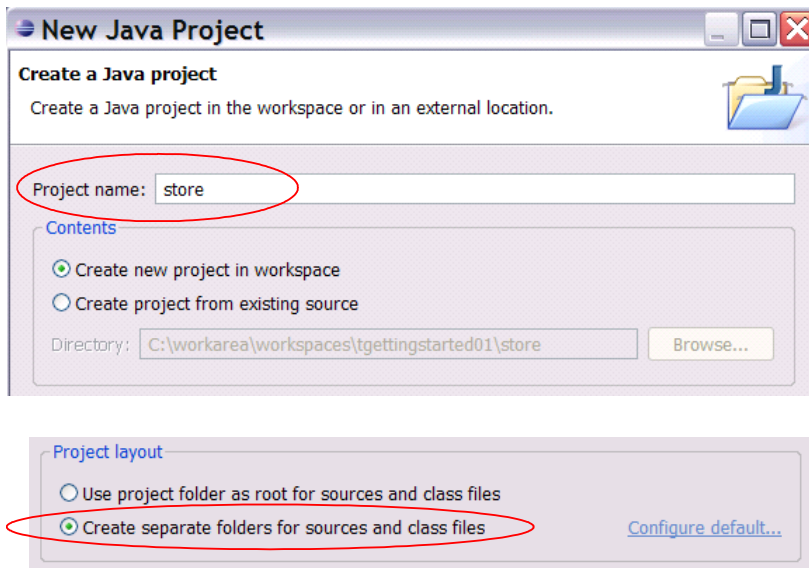 New Java Project
Create a Java project
Create a Java project in the workspace or in an external location.
Project name: store
Contents
Create new project in workspace
Create project from existing source
Directory: C:\workarea\workspaces\tgettingstarted01\store Browse...
Project layout
Use project folder as root for sources and class files
Create separate folders for sources and class files Configure default...